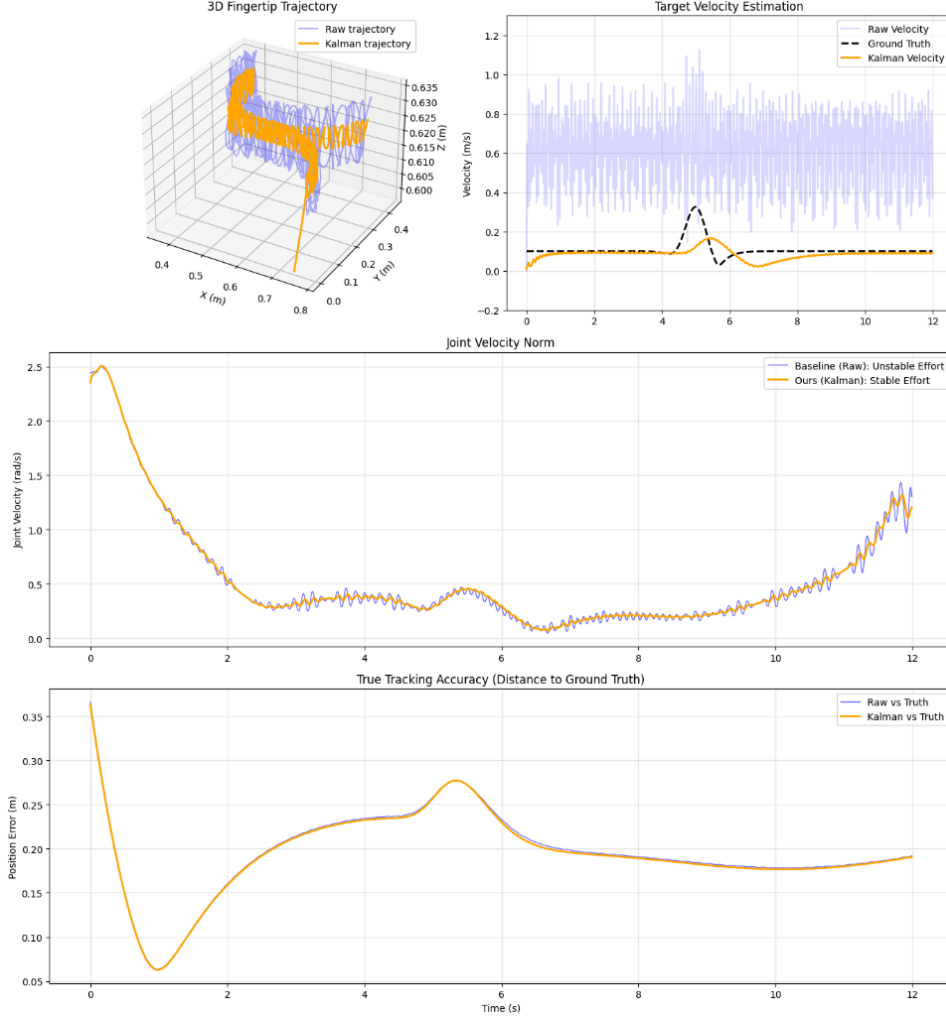 3D Fingertip Trajectory
Raw trajectory
Kalman trajectory
0.635
0.630
0.625
0.620
0.615
0.610
0.605
0.600
Z (m)
0.4
0.3
0.2
0.1
0.0
Y (m)
0.4
0.5
0.6
0.7
0.8
X (m)
Target Velocity Estimation
Raw Velocity
Ground Truth
Kalman Velocity
1.2
1.0
0.8
0.6
0.4
0.2
0.0
−0.2
Velocity (m/s)
0 2 4 6 8 10 12
Joint Velocity Norm
Baseline (Raw): Unstable Effort
Ours (Kalman): Stable Effort
2.5
2.0
1.5
1.0
0.5
0.0
Joint Velocity (rad/s)
0 2 4 6 8 10 12
True Tracking Accuracy (Distance to Ground Truth)
Raw vs Truth
Kalman vs Truth
0.35
0.30
0.25
0.20
0.15
0.10
0.05
Position Error (m)
0 2 4 6 8 10 12
Time (s)